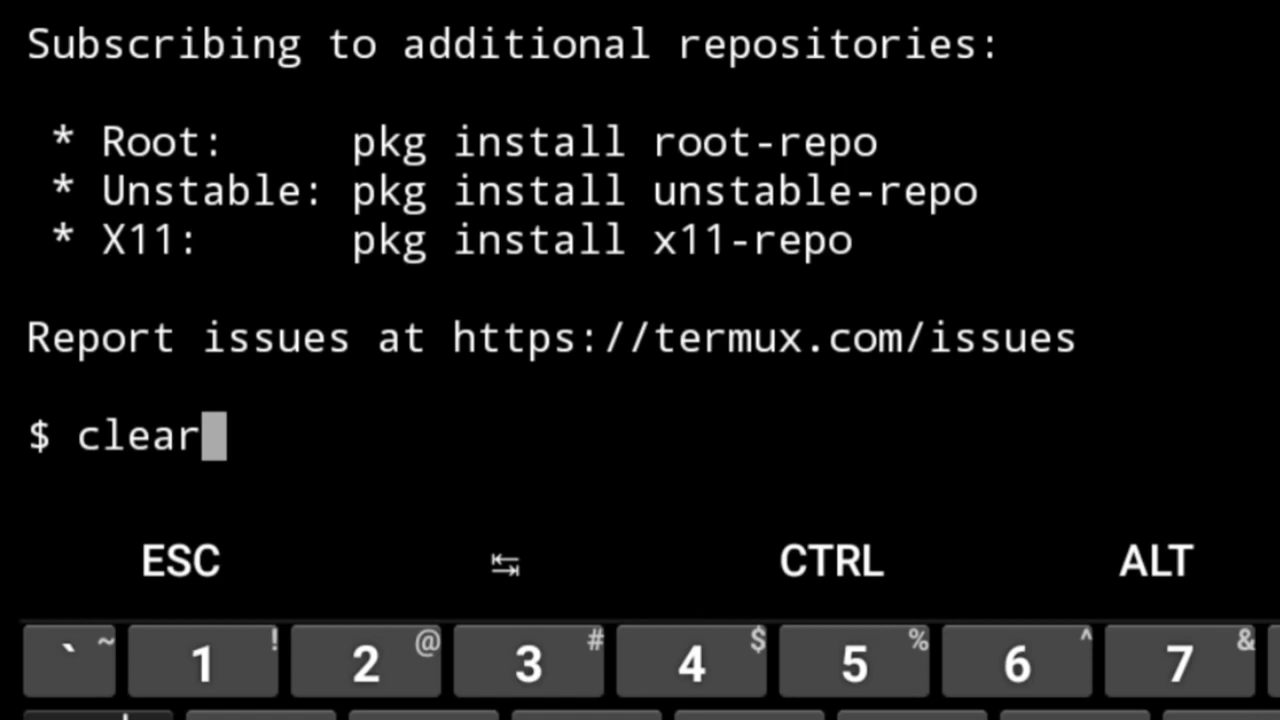 Subscribing to additional repositories:
* Root: pkg install root-repo
* Unstable: pkg install unstable-repo
* X11: pkg install x11-repo
Report issues at https://termux.com/issues
$ clear
ESC ↹ CTRL ALT
` ~ 1 ! 2 @ 3 # 4 $ 5 % 6 ^ 7 &